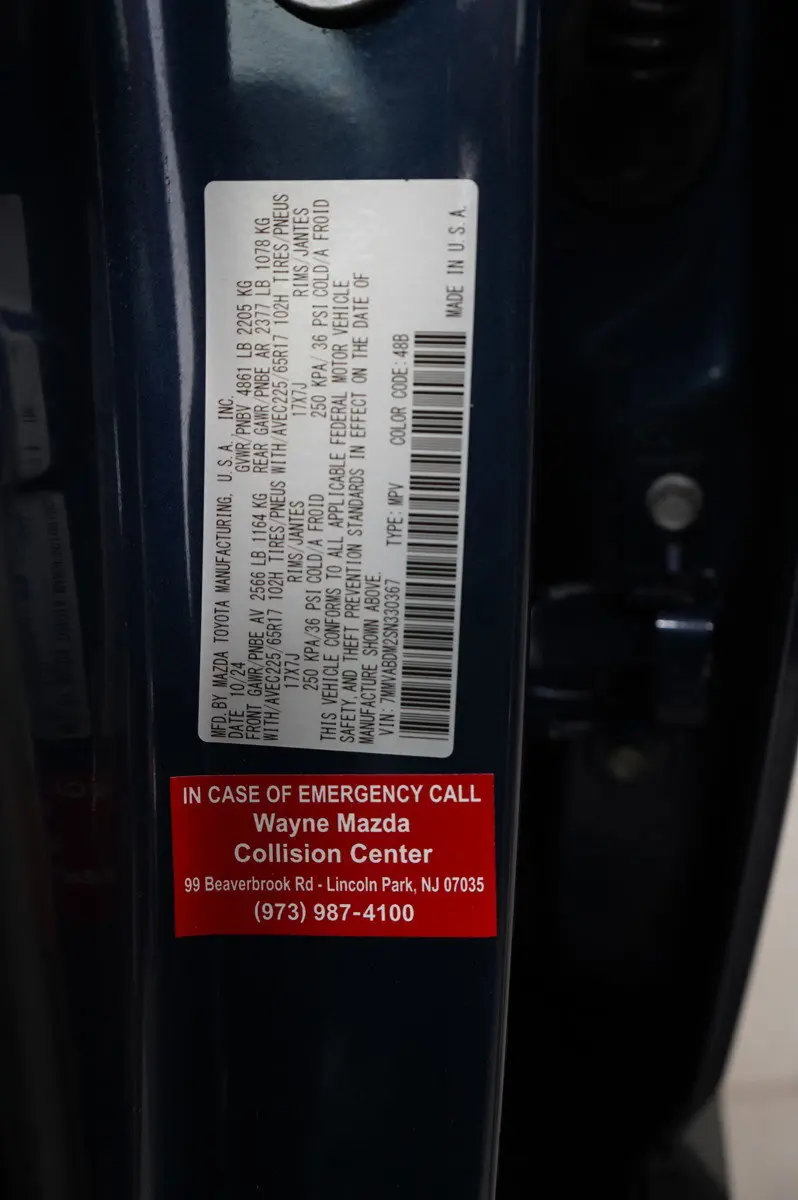 MFD. BY MAZDA TOYOTA MANUFACTURING, U.S.A. INC.
DATE 10/24 GVWR/PNBV 4861 LB 2205 KG
FRONT GAWR/PNBE AV 2566 LB 1164 KG REAR GAWR/PNBE AR 2377 LB 1078 KG
WITH/AVEC225/65R17 102H TIRES/PNEUS WITH/AVEC225/65R17 102H TIRES/PNEUS
17X7J RIMS/JANTES 17X7J RIMS/JANTES
250 KPA/36 PSI COLD/A FROID 250 KPA/ 36 PSI COLD/A FROID
THIS VEHICLE CONFORMS TO ALL APPLICABLE FEDERAL MOTOR VEHICLE
SAFETY AND THEFT PREVENTION STANDARDS IN EFFECT ON THE DATE OF
MANUFACTURE SHOWN ABOVE.
VIN: 7MMVABDM2SN330367 TYPE: MPV COLOR CODE: 48B
MADE IN U.S.A.
IN CASE OF EMERGENCY CALL
Wayne Mazda
Collision Center
99 Beaverbrook Rd - Lincoln Park, NJ 07035
(973) 987-4100